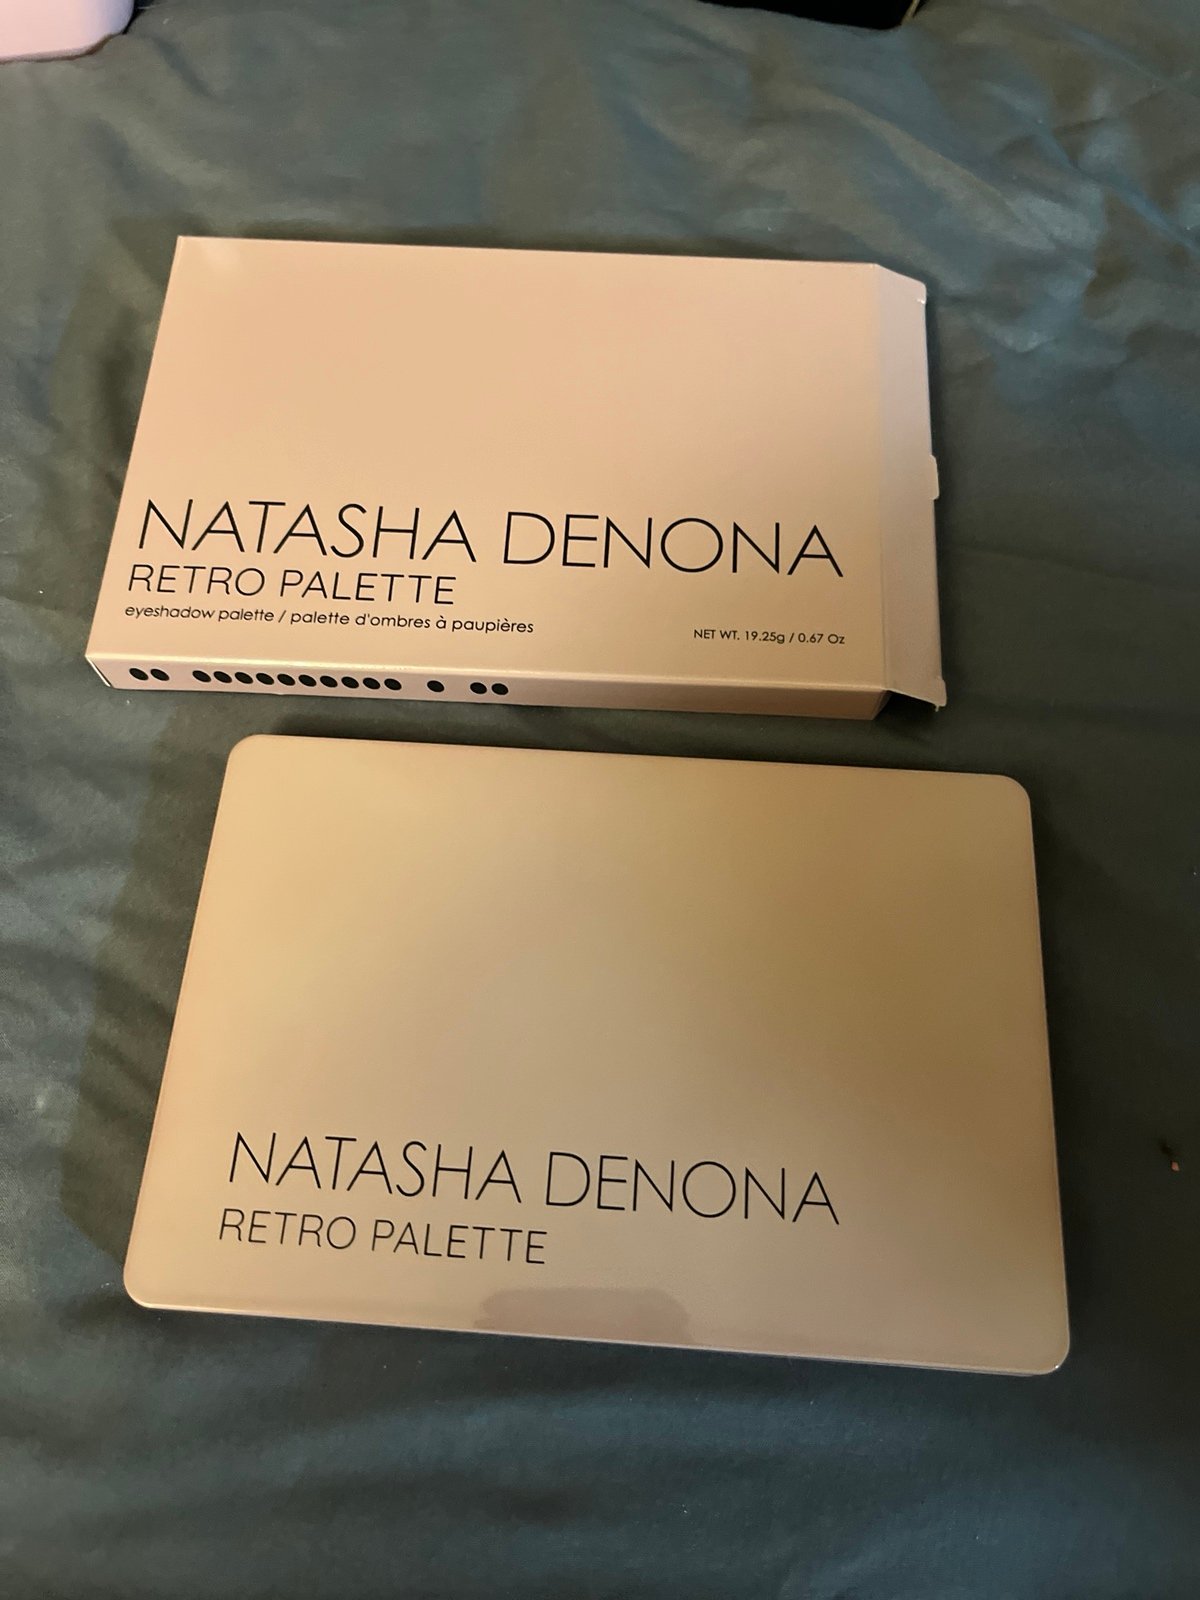 NATASHA DENONA
RETRO PALETTE
eyeshadow palette / palette d'ombres à paupières
NET WT. 19.25g / 0.67 Oz
NATASHA DENONA
RETRO PALETTE